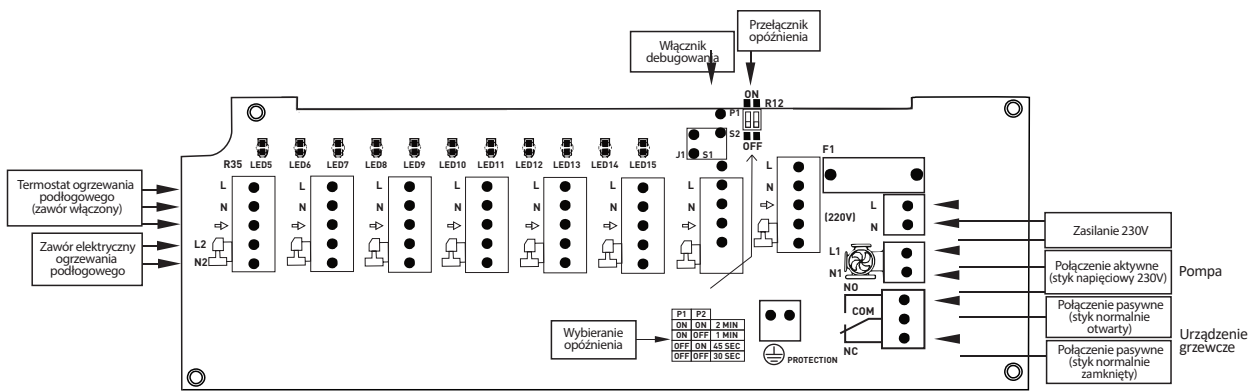 Przełącznik
opóźnienia
Włącznik
debugowania
ON
P1
R12
S2
J1
S1
OFF
F1
R35 LED5 LED6 LED7 LED8 LED9 LED10 LED11 LED12 LED13 LED14 LED15
Termostat ogrzewania
podłogowego
(zawór włączony)
Zawór elektryczny
ogrzewania
podłogowego
L L L L L L L L
N N N N N N N N
L2
N2
(220V)
L
N
L1
N1
NO
COM
NC
Zasilanie 230V
Połączenie aktywne
(styk napięciowy 230V)
Pompa
Połączenie pasywne
(styk normalnie
otwarty)
Urządzenie
grzewcze
Połączenie pasywne
(styk normalnie
zamknięty)
Wybieranie
opóźnienia
P1 P2
ON ON 2 MIN
ON OFF 1 MIN
OFF ON 45 SEC
OFF OFF 30 SEC
PROTECTION